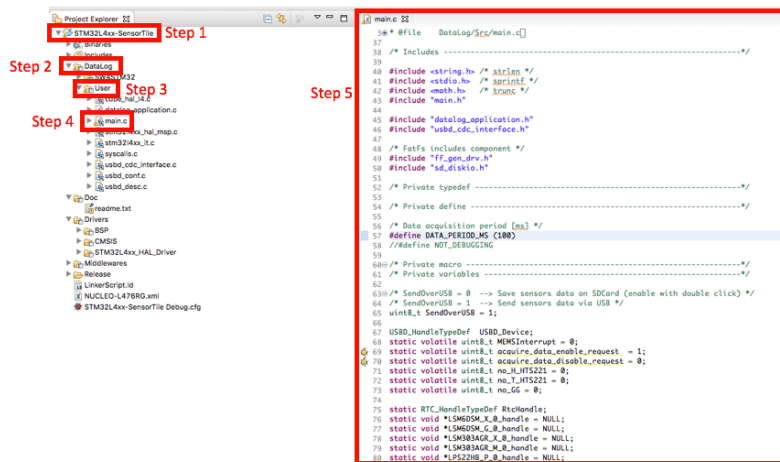 Project Explorer
STM32L4xx-SensorTile
Step 1
Binaries
Includes
Step 2
DataLog
SW4STM32
User
Step 3
cube_hal_l4.c
datalog_application.c
Step 4
main.c
stm32l4xx_hal_msp.c
stm32l4xx_it.c
syscalls.c
usbd_cdc_interface.c
usbd_conf.c
usbd_desc.c
Doc
readme.txt
Drivers
BSP
CMSIS
STM32L4xx_HAL_Driver
Middlewares
Release
LinkerScript.ld
NUCLEO-L476RG.xml
STM32L4xx-SensorTile Debug.cfg
Step 5
main.c
3 * @file    DataLog/Src/main.c
37
38 /* Includes ------------------------------------------------------------------*/
39
40 #include <string.h> /* strlen */
41 #include <stdio.h>  /* sprintf */
42 #include <math.h>   /* trunc */
43 #include "main.h"
44
45 #include "datalog_application.h"
46 #include "usbd_cdc_interface.h"
47
48 /* FatFs includes component */
49 #include "ff_gen_drv.h"
50 #include "sd_diskio.h"
51
52 /* Private typedef -----------------------------------------------------------*/
53
54 /* Private define ------------------------------------------------------------*/
55
56 /* Data acquisition period [ms] */
57 #define DATA_PERIOD_MS (100)
58 //#define NOT_DEBUGGING
59
60 /* Private macro -------------------------------------------------------------*/
61 /* Private variables ---------------------------------------------------------*/
62
63 /* SendOverUSB = 0  --> Save sensors data on SDCard (enable with double click) */
64 /* SendOverUSB = 1  --> Send sensors data via USB */
65 uint8_t SendOverUSB = 1;
66
67 USBD_HandleTypeDef  USBD_Device;
68 static volatile uint8_t MEMSInterrupt = 0;
69 static volatile uint8_t acquire_data_enable_request  = 1;
70 static volatile uint8_t acquire_data_disable_request = 0;
71 static volatile uint8_t no_H_HTS221 = 0;
72 static volatile uint8_t no_T_HTS221 = 0;
73 static volatile uint8_t no_GG = 0;
74
75 static RTC_HandleTypeDef RtcHandle;
76 static void *LSM6DSM_X_0_handle = NULL;
77 static void *LSM6DSM_G_0_handle = NULL;
78 static void *LSM303AGR_X_0_handle = NULL;
79 static void *LSM303AGR_M_0_handle = NULL;
80 static void *LPS22HB_P_0_handle = NULL;